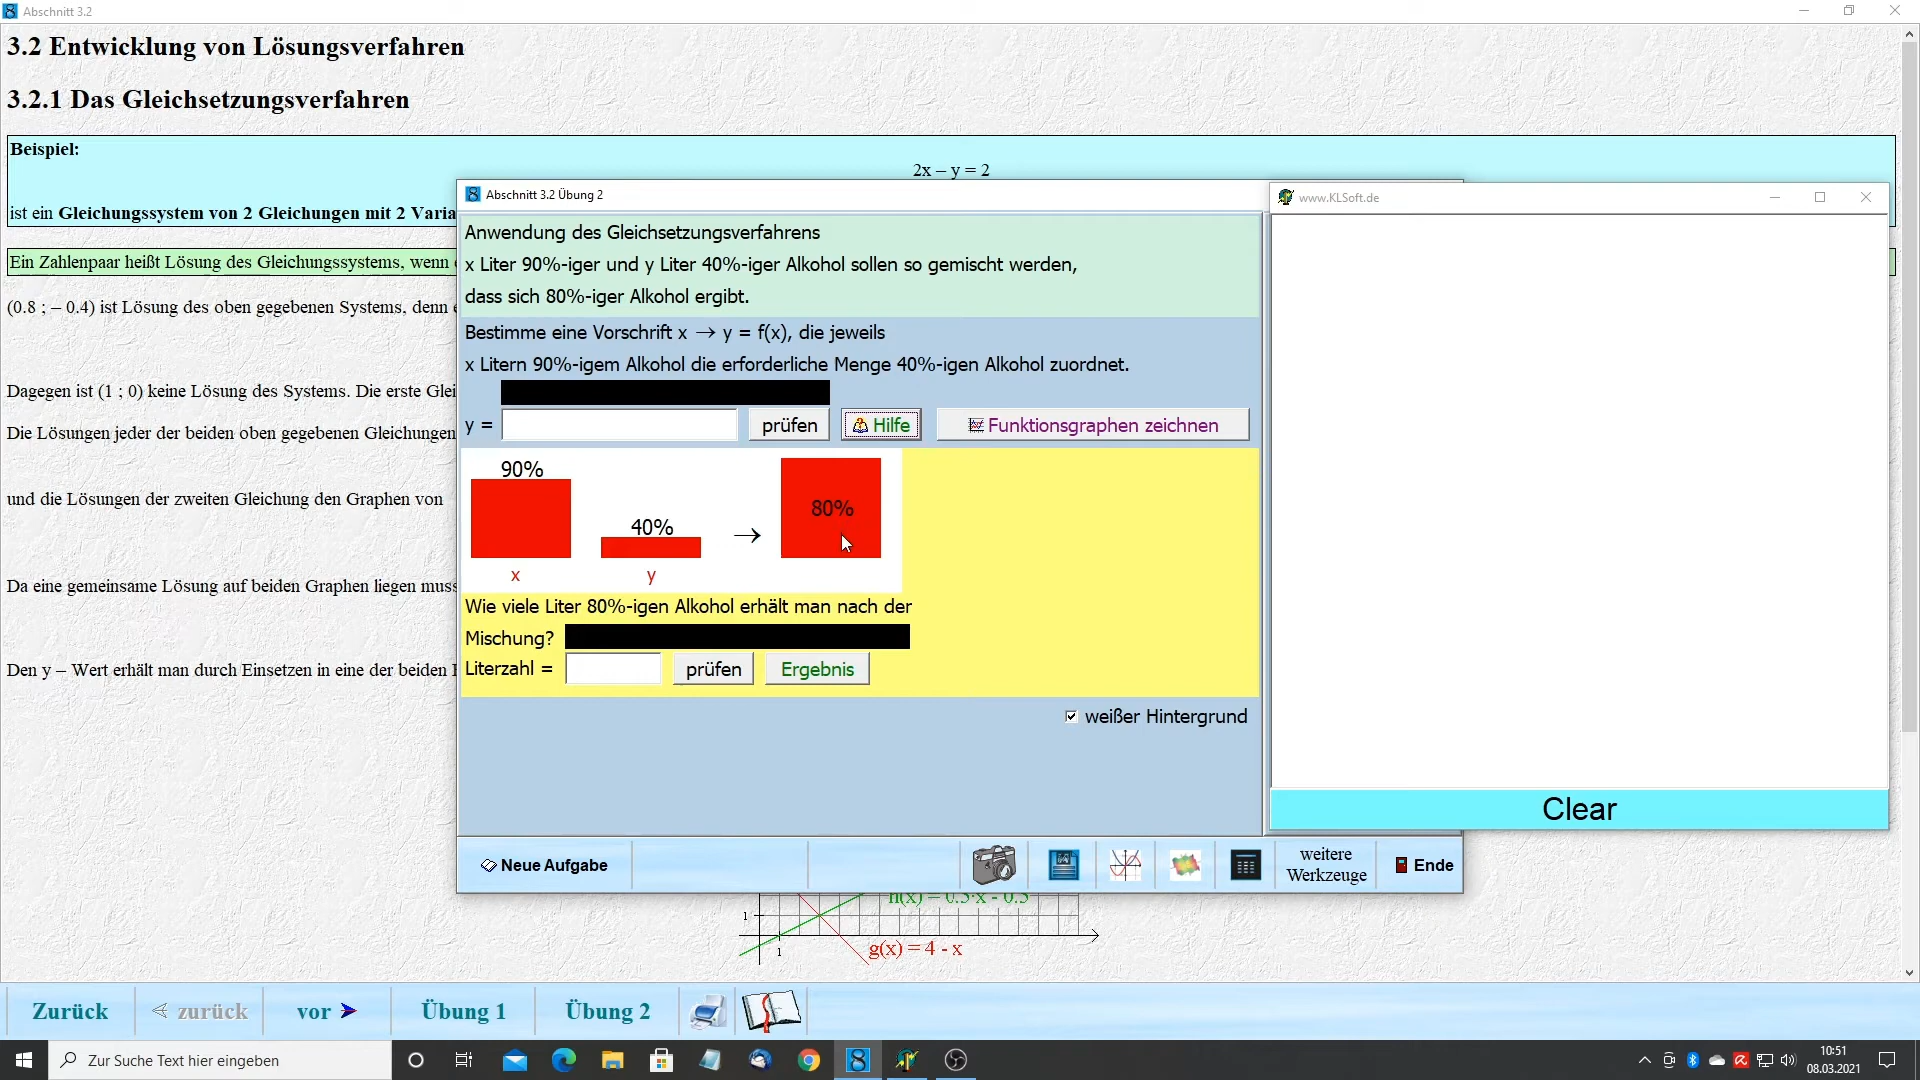 Abschnitt 3.2
3.2 Entwicklung von Lösungsverfahren
3.2.1 Das Gleichsetzungsverfahren
Beispiel:
2x – y = 2
ist ein Gleichungssystem von 2 Gleichungen mit 2 Varia
Ein Zahlenpaar heißt Lösung des Gleichungssystems, wenn
(0.8 ; – 0.4) ist Lösung des oben gegebenen Systems, denn
Dagegen ist (1 ; 0) keine Lösung des Systems. Die erste Glei
Die Lösungen jeder der beiden oben gegebenen Gleichungen
und die Lösungen der zweiten Gleichung den Graphen von
Da eine gemeinsame Lösung auf beiden Graphen liegen muss
Den y – Wert erhält man durch Einsetzen in eine der beiden
Abschnitt 3.2 Übung 2
Anwendung des Gleichsetzungsverfahrens
x Liter 90%-iger und y Liter 40%-iger Alkohol sollen so gemischt werden,
dass sich 80%-iger Alkohol ergibt.
Bestimme eine Vorschrift x → y = f(x), die jeweils
x Litern 90%-igem Alkohol die erforderliche Menge 40%-igen Alkohol zuordnet.
y =
prüfen
Hilfe
Funktionsgraphen zeichnen
90%
40%
→
80%
x
y
Wie viele Liter 80%-igen Alkohol erhält man nach der
Mischung?
Literzahl =
prüfen
Ergebnis
weißer Hintergrund
Neue Aufgabe
weitere
Werkzeuge
Ende
www.KLSoft.de
Clear
h(x) = 0.5·x - 0.5
1
1
g(x) = 4 - x
Zurück
zurück
vor
Übung 1
Übung 2
Zur Suche Text hier eingeben
10:51
08.03.2021